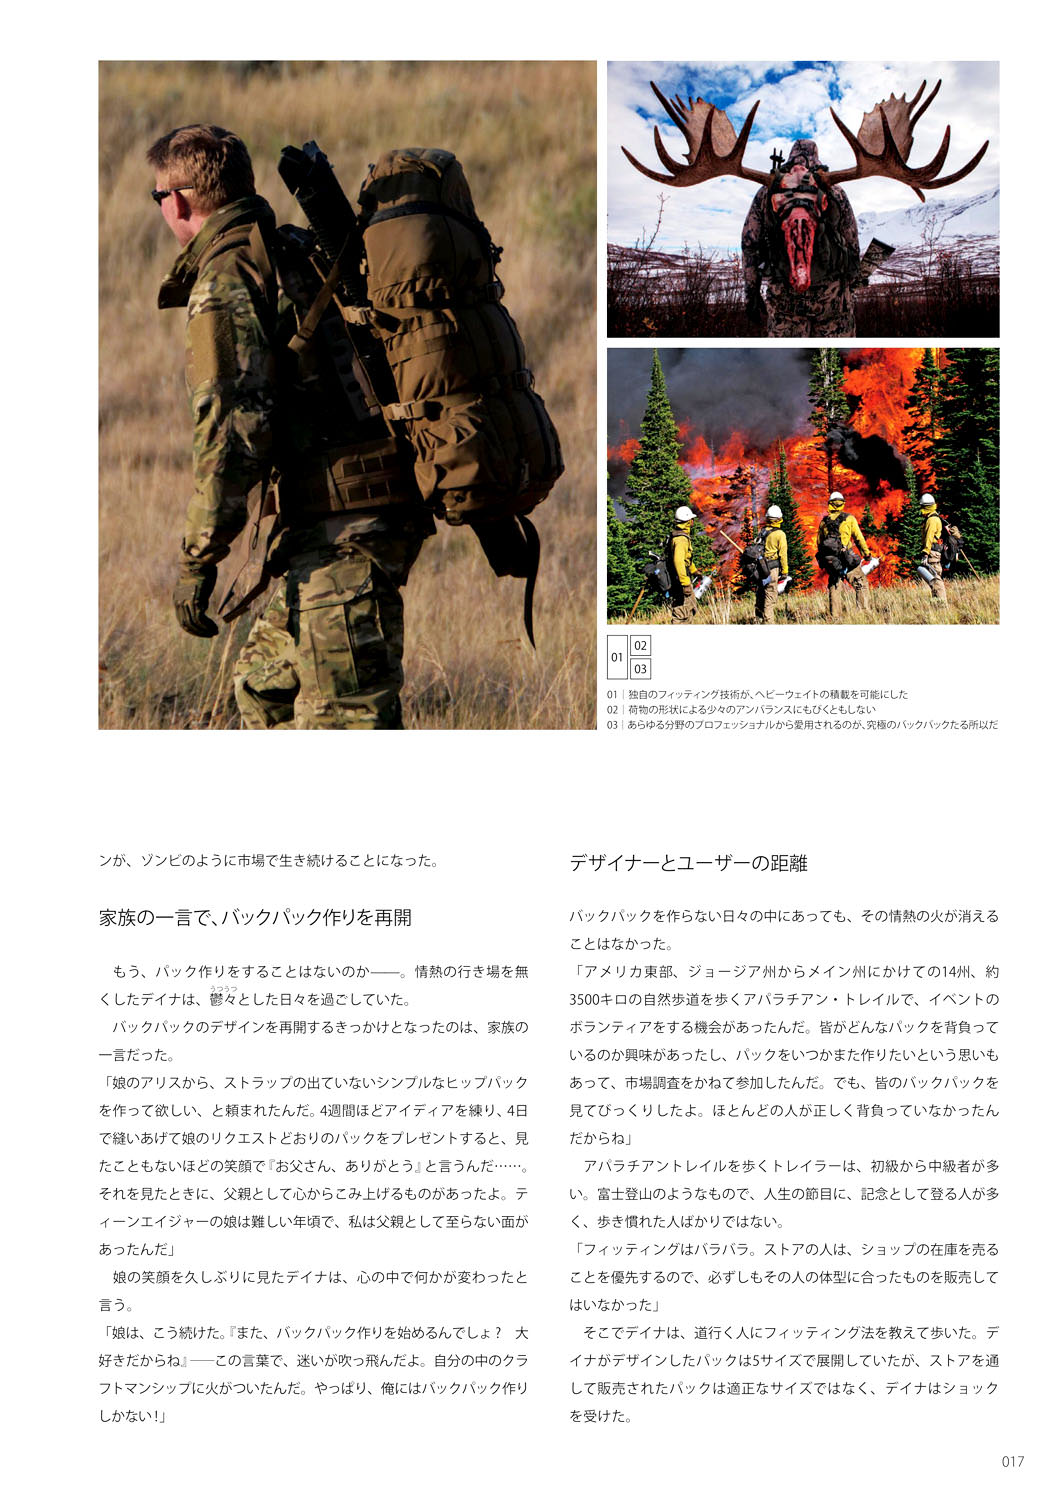 01
02
03
01｜独自のフィッティング技術が、ヘビーウェイトの積載を可能にした
02｜荷物の形状による少々のアンバランスにもびくともしない
03｜あらゆる分野のプロフェッショナルから愛用されるのが、究極のバックパックたる所以だ
ンが、ゾンビのように市場で生き続けることになった。
家族の一言で、バックパック作りを再開
もう、パック作りをすることはないのか——。情熱の行き場を無
うつうつ
くしたデイナは、鬱々とした日々を過ごしていた。
バックパックのデザインを再開するきっかけとなったのは、家族の
一言だった。
「娘のアリスから、ストラップの出ていないシンプルなヒップパック
を作って欲しい、と頼まれたんだ。4週間ほどアイディアを練り、4日
で縫いあげて娘のリクエストどおりのパックをプレゼントすると、見
たこともないほどの笑顔で『お父さん、ありがとう』と言うんだ……。
それを見たときに、父親として心からこみ上げるものがあったよ。テ
ィーンエイジャーの娘は難しい年頃で、私は父親として至らない面が
あったんだ」
娘の笑顔を久しぶりに見たデイナは、心の中で何かが変わったと
言う。
「娘は、こう続けた。『また、バックパック作りを始めるんでしょ？ 大
好きだからね』——この言葉で、迷いが吹っ飛んだよ。自分の中のクラ
フトマンシップに火がついたんだ。やっぱり、俺にはバックパック作り
しかない！」
デザイナーとユーザーの距離
バックパックを作らない日々の中にあっても、その情熱の火が消える
ことはなかった。
「アメリカ東部、ジョージア州からメイン州にかけての14州、約
3500キロの自然歩道を歩くアパラチアン・トレイルで、イベントの
ボランティアをする機会があったんだ。皆がどんなパックを背負って
いるのか興味があったし、パックをいつかまた作りたいという思いも
あって、市場調査をかねて参加したんだ。でも、皆のバックパックを
見てびっくりしたよ。ほとんどの人が正しく背負っていなかったん
だからね」
アパラチアントレイルを歩くトレイラーは、初級から中級者が多
い。富士登山のようなもので、人生の節目に、記念として登る人が多
く、歩き慣れた人ばかりではない。
「フィッティングはバラバラ。ストアの人は、ショップの在庫を売る
ことを優先するので、必ずしもその人の体型に合ったものを販売して
はいなかった」
そこでデイナは、道行く人にフィッティング法を教えて歩いた。デ
イナがデザインしたパックは5サイズで展開していたが、ストアを通
して販売されたパックは適正なサイズではなく、デイナはショック
を受けた。
017